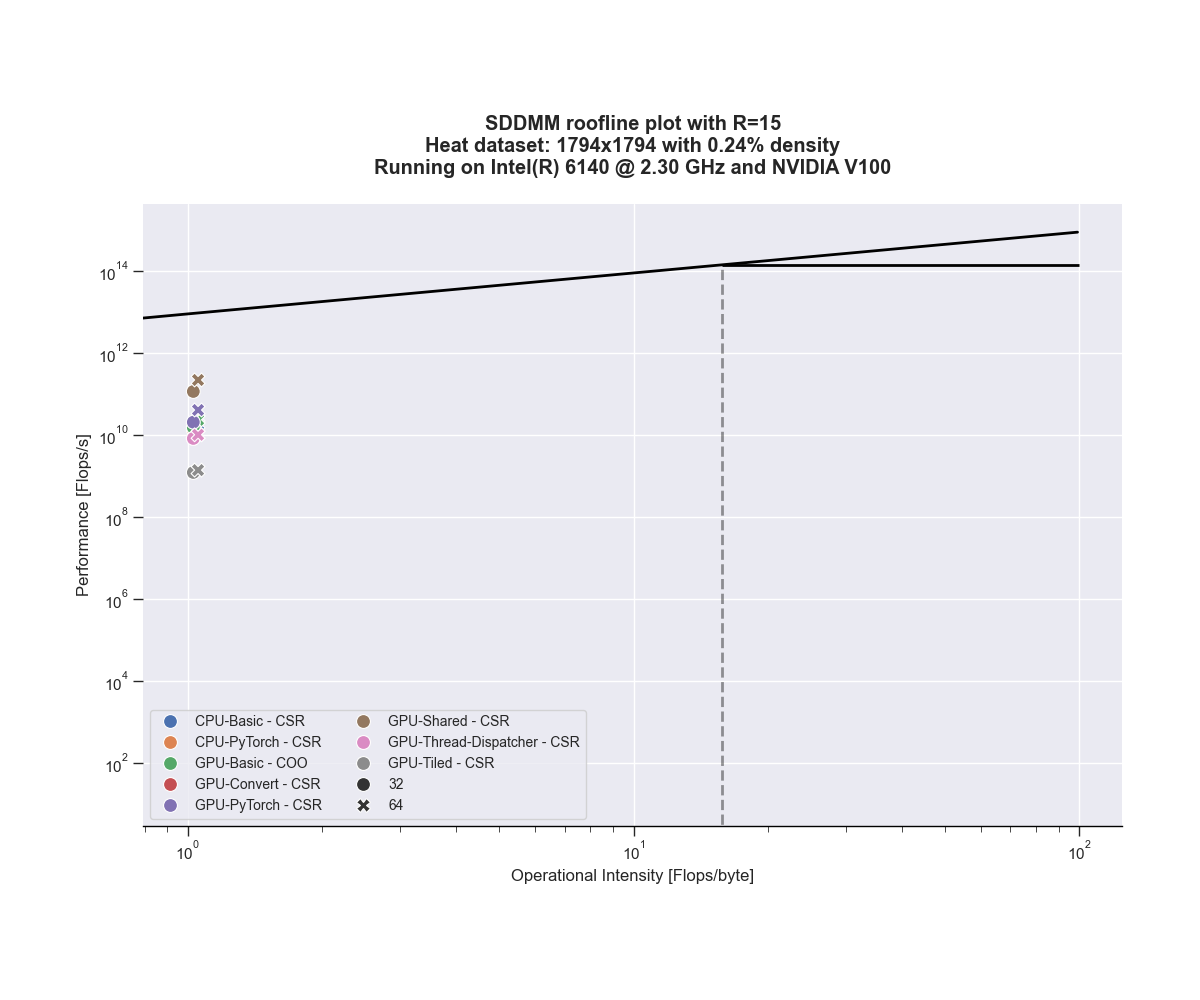 SDDMM roofline plot with R=15
Heat dataset: 1794x1794 with 0.24% density
Running on Intel(R) 6140 @ 2.30 GHz and NVIDIA V100
Performance [Flops/s]
10^14
10^12
10^10
10^8
10^6
10^4
10^2
CPU-Basic - CSR
CPU-PyTorch - CSR
GPU-Basic - COO
GPU-Convert - CSR
GPU-PyTorch - CSR
GPU-Shared - CSR
GPU-Thread-Dispatcher - CSR
GPU-Tiled - CSR
32
64
10^0
10^1
10^2
Operational Intensity [Flops/byte]